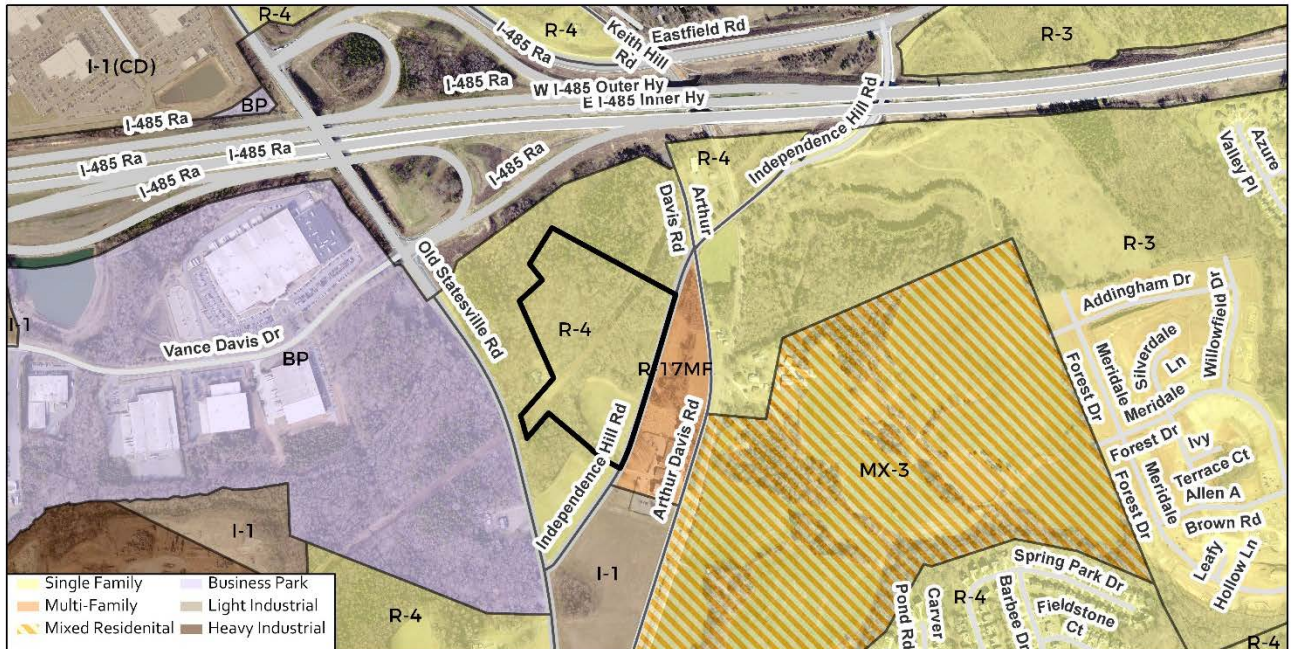 R-4
R-4
Keith Hill
Rd
Eastfield Rd
R-3
I-1(CD)
I-485 Ra
I-485 Ra
W I-485 Outer Hy
E I-485 Inner Hy
BP
I-485 Ra
I-485 Ra
I-485 Ra
I-485 Ra
I-485 Ra
Independence Hill Rd
R-4
Azure
Valley Pl
Arthur
Davis Rd
R-3
Old Statesville Rd
Addingham Dr
Willowfield Dr
I-1
Vance Davis Dr
BP
R-4
R-17MF
Silverdale
Ln
Meridale
Forest Dr
Meridale
Forest Dr
Independence Hill Rd
Arthur Davis Rd
MX-3
Ivy
Terrace Ct
Meridale
Forest Dr
Allen A
Brown Rd
Leafy
Hollow Ln
I-1
I-1
Spring Park Dr
R-4
Pond Rd
Carver
Barbee Dr
Fieldstone
Ct
R-4
R-4
Single Family
Multi-Family
Mixed Residenital
Business Park
Light Industrial
Heavy Industrial